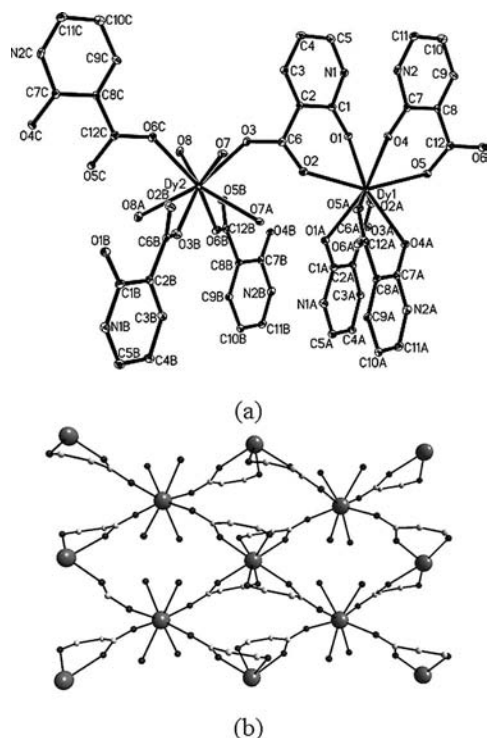 C11C C10C C4 C5 C11 C10
N2C C9C C3 N1 N2 C9
C7C C8C C2 C1 C7 C8
O4C C12C O6C O8 O7 O3 C6 O1 O4 C12 O6
O5C O2 O5
Dy2 O5B Dy1
O8A O2B O7A O5A O2A
O1B C6B O3B O6B C12B O4B O1A C6A O3A O4A
O6A C12A
C1B C2B C8B C7B C1A C2A C7A
C8A
N1B C3B C9B N2B N1A C3A C9A N2A
C5B C4B C10B C11B C5A C4A C10A C11A
(a)
(b)